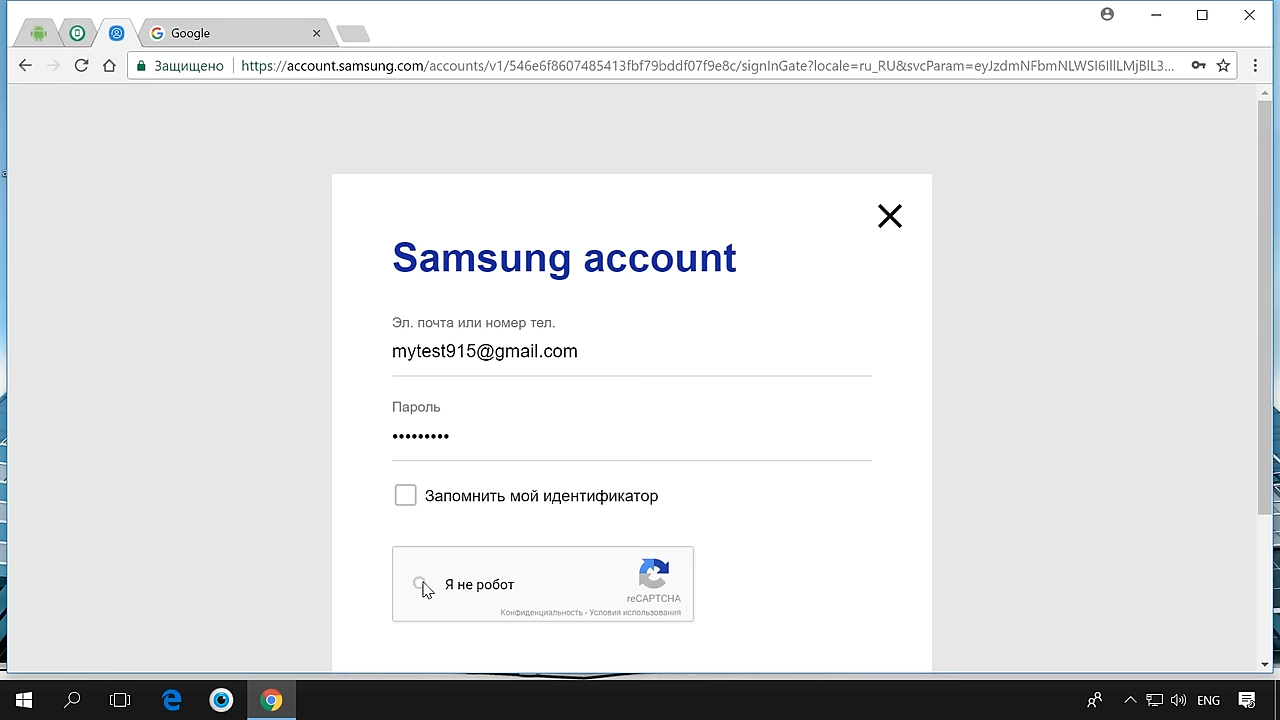 Google
Защищено
https://account.samsung.com/accounts/v1/546e6f8607485413fbf79bddf07f9e8c/signInGate?locale=ru_RU&svcParam=eyJzdmNFbmNLWSI6IllLMjBlL3...
Samsung account
Эл. почта или номер тел.
mytest915@gmail.com
Пароль
•••••••••
Запомнить мой идентификатор
Я не робот
reCAPTCHA
Конфиденциальность - Условия использования
ENG